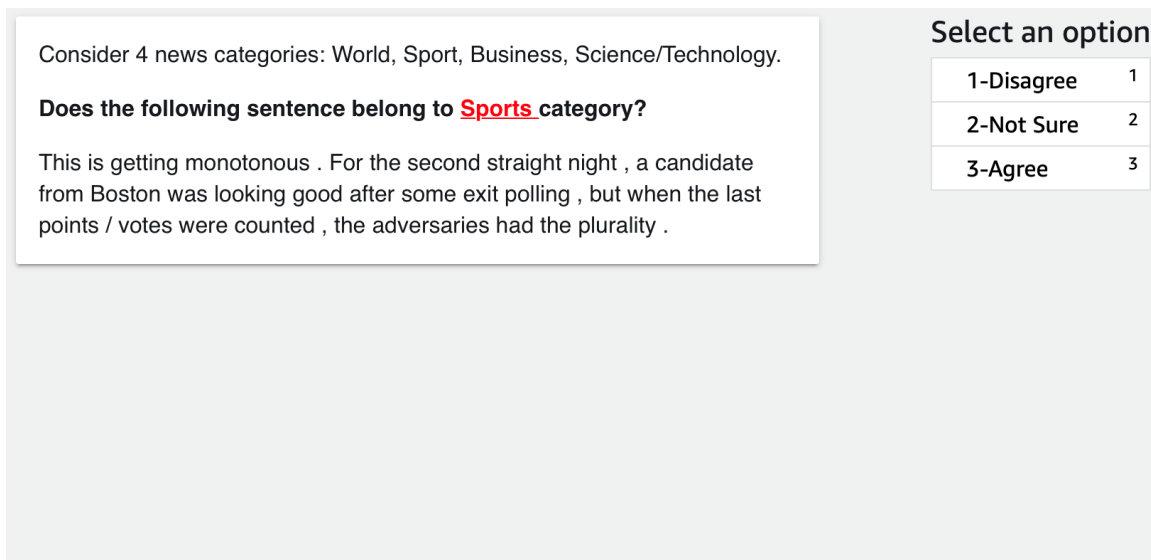 Consider 4 news categories: World, Sport, Business, Science/Technology.
Does the following sentence belong to Sports category?
This is getting monotonous . For the second straight night , a candidate
from Boston was looking good after some exit polling , but when the last
points / votes were counted , the adversaries had the plurality .
Select an option
1-Disagree 1
2-Not Sure 2
3-Agree 3